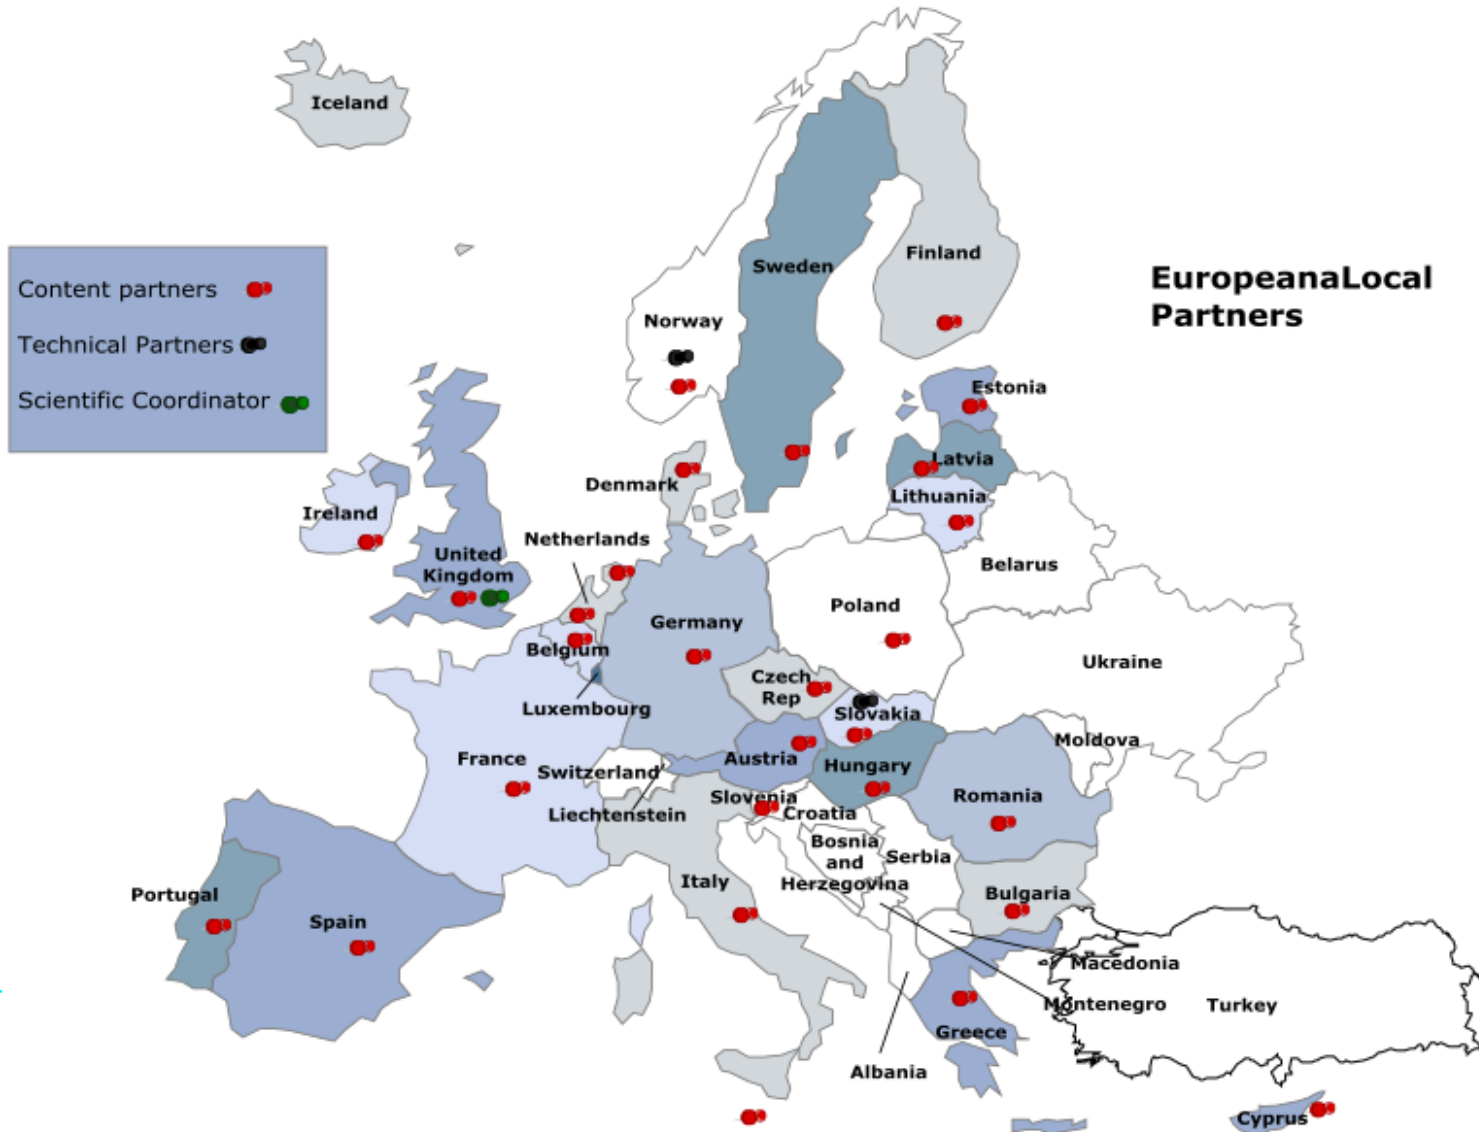 Iceland
EuropeanaLocal
Partners
Content partners
Technical Partners
Scientific Coordinator
Finland
Sweden
Norway
Estonia
Latvia
Lithuania
Denmark
Ireland
Netherlands
United
Kingdom
Belarus
Poland
Germany
Belgium
Ukraine
Czech
Rep
Luxembourg
Slovakia
Moldova
France
Austria
Hungary
Switzerland
Romania
Slovenia
Liechtenstein
Croatia
Bosnia
and
Herzegovina
Serbia
Italy
Bulgaria
Portugal
Spain
Macedonia
Montenegro
Turkey
Greece
Albania
Cyprus